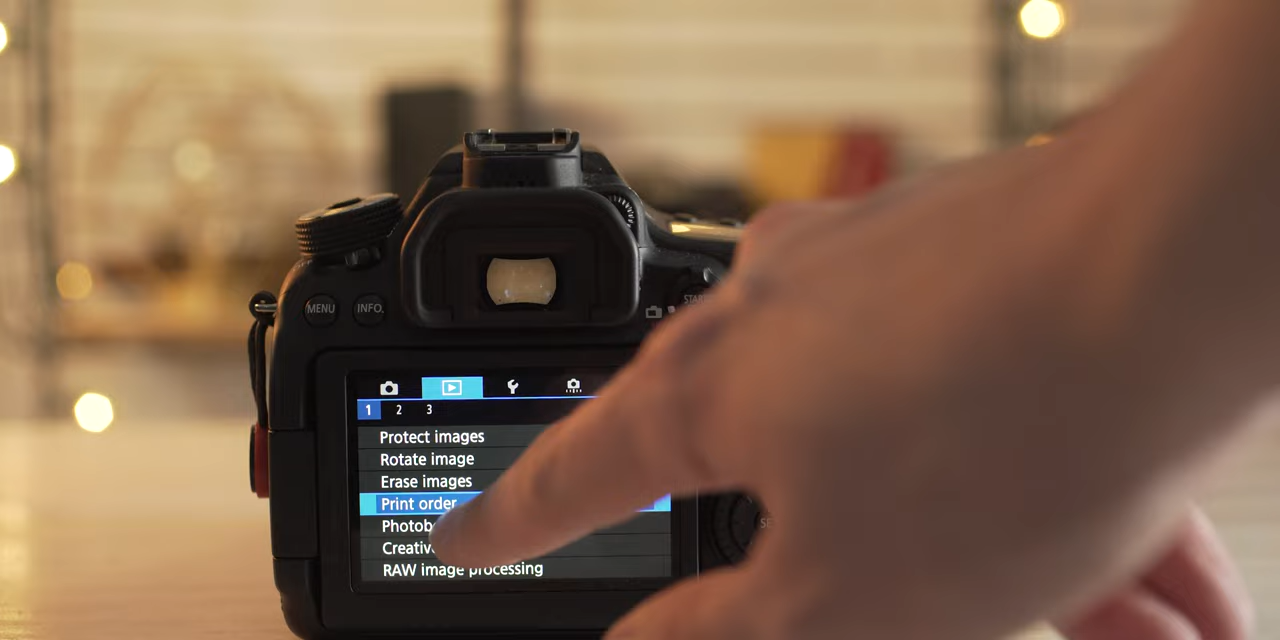 MENU INFO.
1 2 3
Protect images
Rotate image
Erase images
Print order
RAW image processing